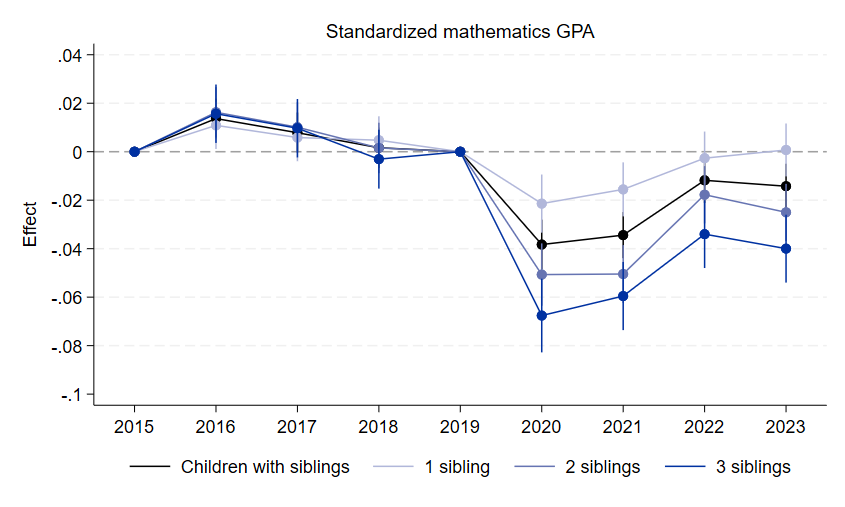 Standardized mathematics GPA
Effect
.04
.02
0
-.02
-.04
-.06
-.08
-.1
2015 2016 2017 2018 2019 2020 2021 2022 2023
Children with siblings 1 sibling 2 siblings 3 siblings